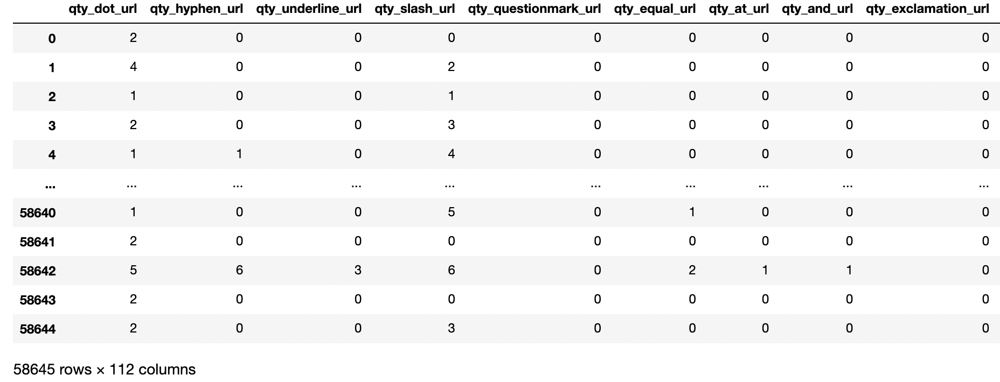 qty_dot_url qty_hyphen_url qty_underline_url qty_slash_url qty_questionmark_url qty_equal_url qty_at_url qty_and_url qty_exclamation_url
0 2 0 0 0 0 0 0 0 0
1 4 0 0 2 0 0 0 0 0
2 1 0 0 1 0 0 0 0 0
3 2 0 0 3 0 0 0 0 0
4 1 1 0 4 0 0 0 0 0
... ... ... ... ... ... ... ... ... ...
58640 1 0 0 5 0 1 0 0 0
58641 2 0 0 0 0 0 0 0 0
58642 5 6 3 6 0 2 1 1 0
58643 2 0 0 0 0 0 0 0 0
58644 2 0 0 3 0 0 0 0 0
58645 rows × 112 columns